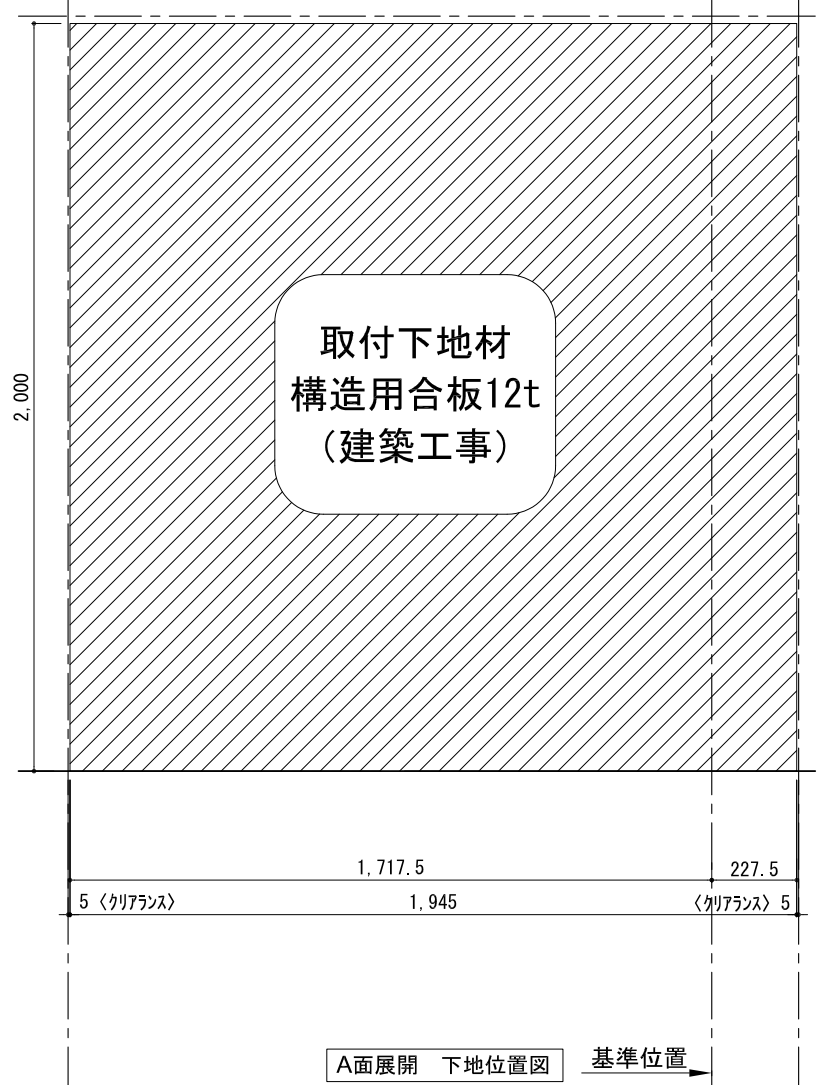 2,000
取付下地材
構造用合板12t
(建築工事)
1,717.5
227.5
5 〈クリアランス〉
1,945
〈クリアランス〉 5
A面展開　下地位置図
基準位置